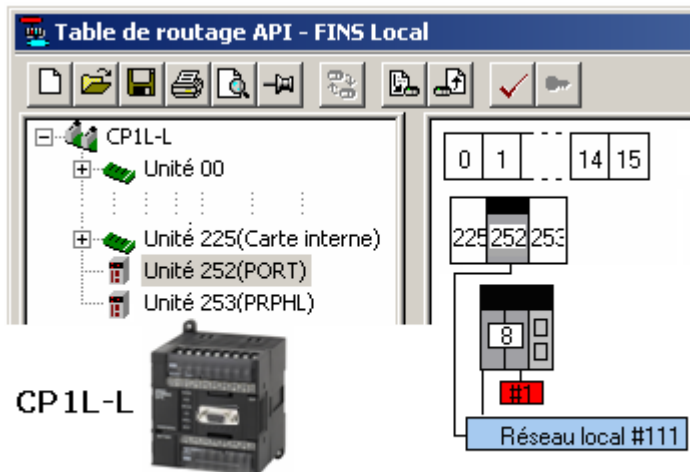 Table de routage API - FINS Local
CP1L-L
Unité 00
Unité 225(Carte interne)
Unité 252(PORT)
Unité 253(PRPHL)
CP1L-L
0 1 14 15
225 252 253
8
#1
Réseau local #111